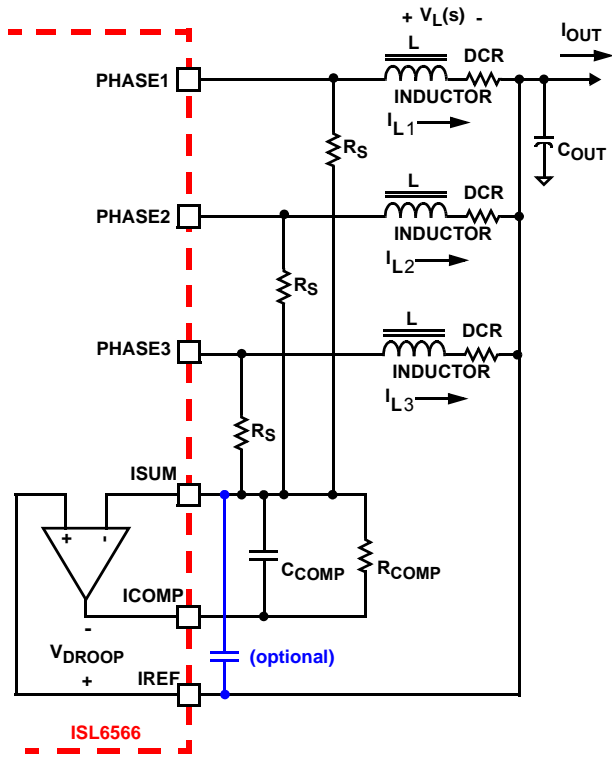 + VL(s) -
IOUT
L
DCR
PHASE1
INDUCTOR
IL1
COUT
RS
L
DCR
PHASE2
INDUCTOR
IL2
RS
L
DCR
PHASE3
INDUCTOR
IL3
RS
ISUM
+ -
CCOMP
RCOMP
ICOMP
-
VDROOP
(optional)
+
IREF
ISL6566